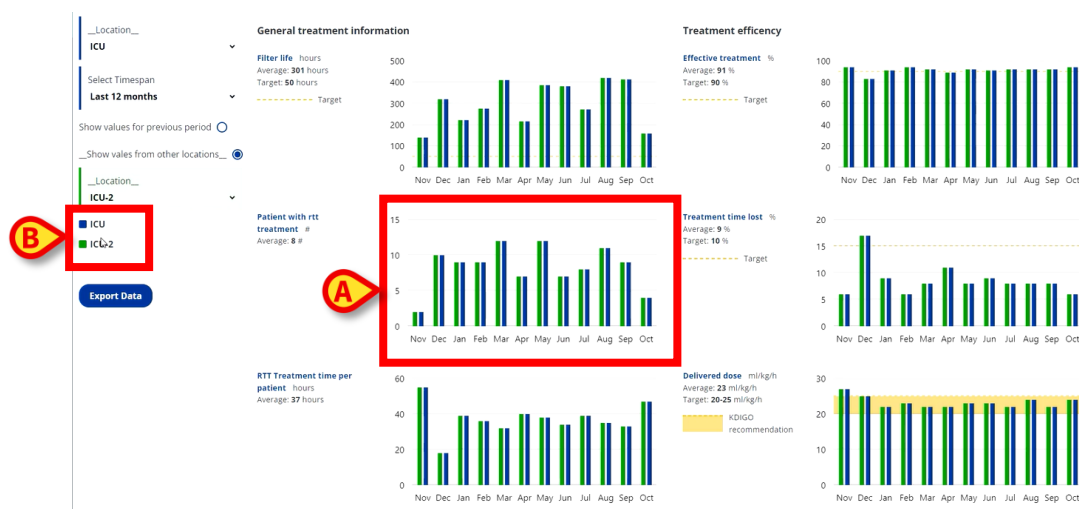 __Location__
ICU
Select Timespan
Last 12 months
Show values for previous period
__Show vales from other locations__
__Location__
ICU-2
ICU
ICU-2
B
Export Data
General treatment information
Filter life hours
Average: 301 hours
Target: 50 hours
Target
500
400
300
200
100
0
Nov Dec Jan Feb Mar Apr May Jun Jul Aug Sep Oct
Patient with rtt
treatment #
Average: 8 #
A
15
10
5
0
Nov Dec Jan Feb Mar Apr May Jun Jul Aug Sep Oct
RTT Treatment time per
patient hours
Average: 37 hours
60
40
20
0
Nov Dec Jan Feb Mar Apr May Jun Jul Aug Sep Oct
Treatment efficency
Effective treatment %
Average: 91 %
Target: 90 %
Target
100
80
60
40
20
0
Nov Dec Jan Feb Mar Apr May Jun Jul Aug Sep Oct
Treatment time lost %
Average: 9 %
Target: 10 %
Target
20
15
10
5
0
Nov Dec Jan Feb Mar Apr May Jun Jul Aug Sep Oct
Delivered dose ml/kg/h
Average: 23 ml/kg/h
Target: 20-25 ml/kg/h
KDIGO
recommendation
30
20
10
0
Nov Dec Jan Feb Mar Apr May Jun Jul Aug Sep Oct